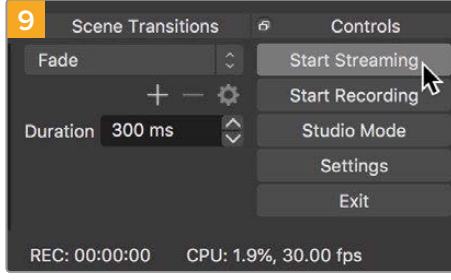 9
Scene Transitions
Controls
Fade
Start Streaming
Start Recording
Duration 300 ms
Studio Mode
Settings
Exit
REC: 00:00:00 CPU: 1.9%, 30.00 fps